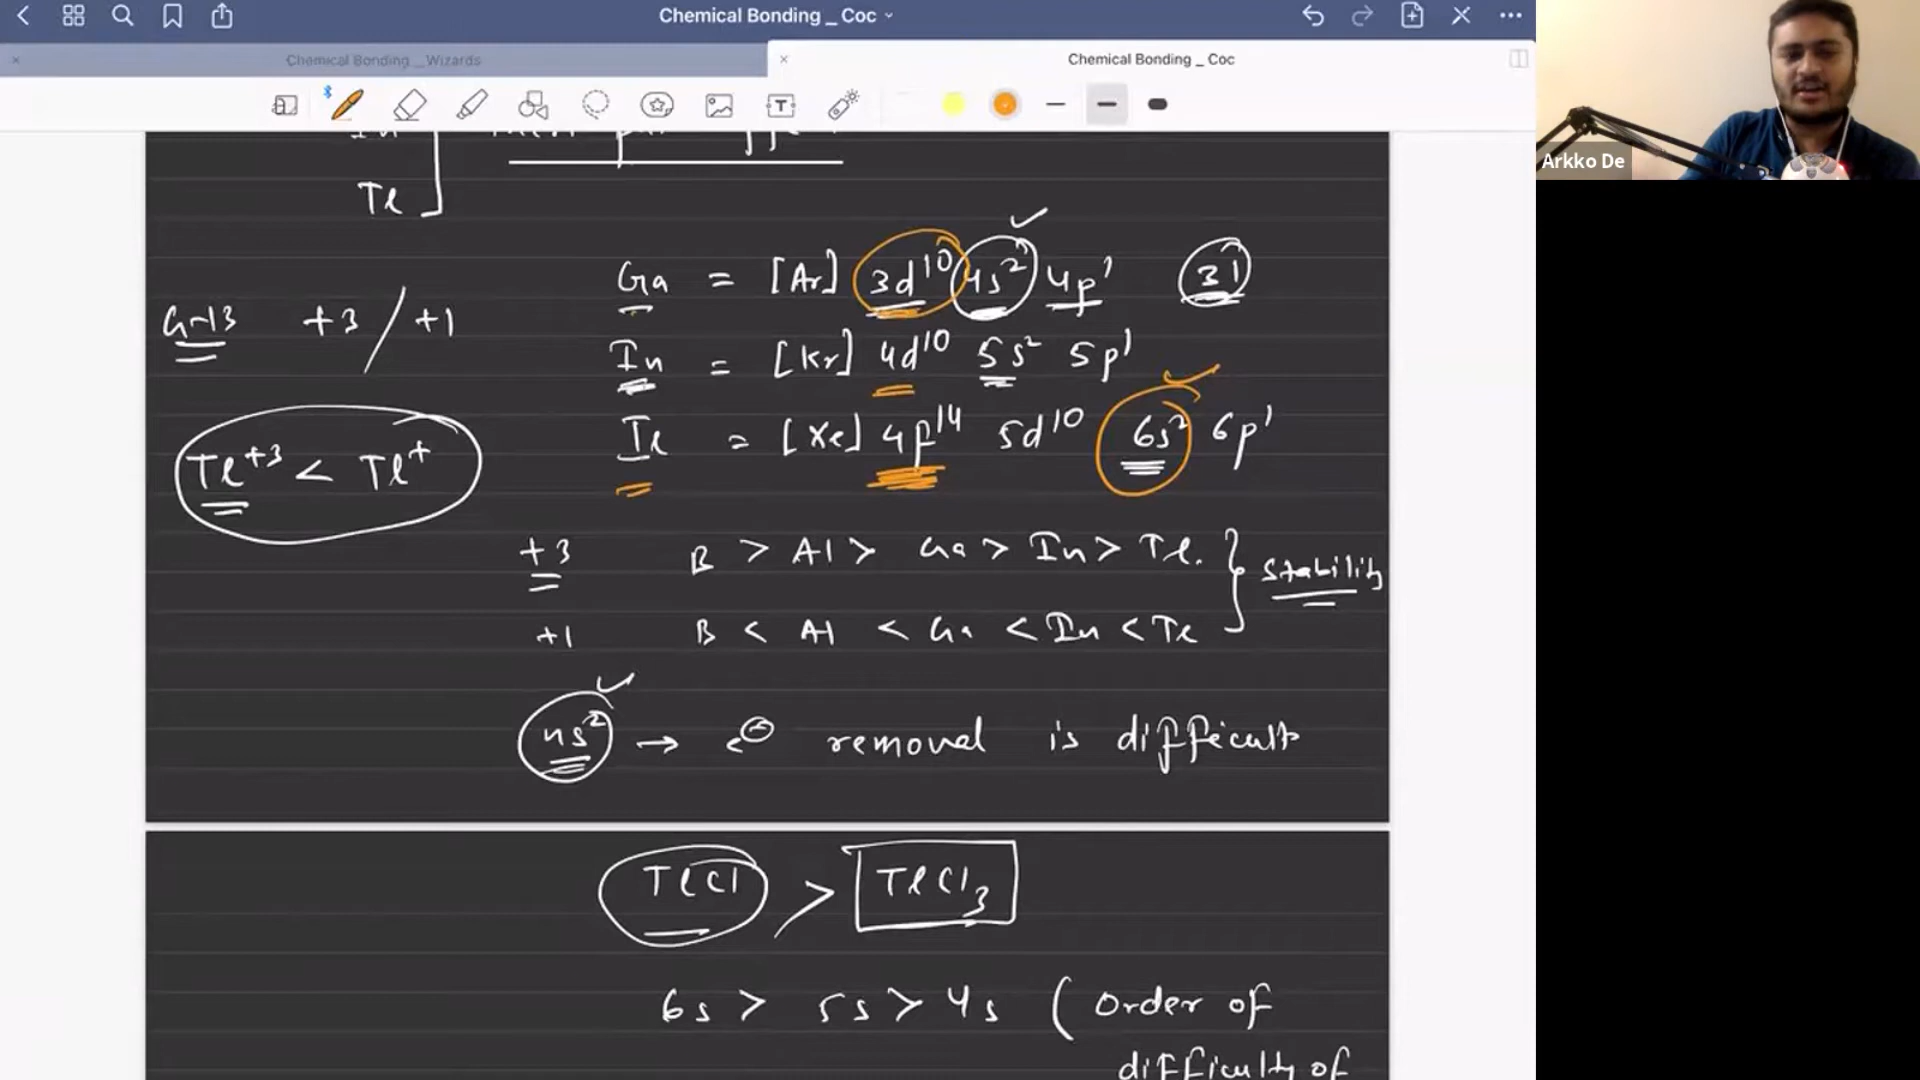 Chemical Bonding _ Coc
Chemical Bonding _ Wizards
Chemical Bonding _ Coc
Arkko De
Tl
Ga = [Ar] 3d¹⁰ 4s² 4p¹ 31
Gr-13 +3 / +1
In = [Kr] 4d¹⁰ 5s² 5p¹
Tl = [Xe] 4f¹⁴ 5d¹⁰ 6s² 6p¹
Tl⁺³ < Tl⁺
+3 B > Al > Ga > In > Tl.
stability
+1 B < Al < Ga < In < Tl
ns² → e⊖ removal is difficult
TlCl > TlCl₃
6s > 5s > 4s ( Order of
difficulty of